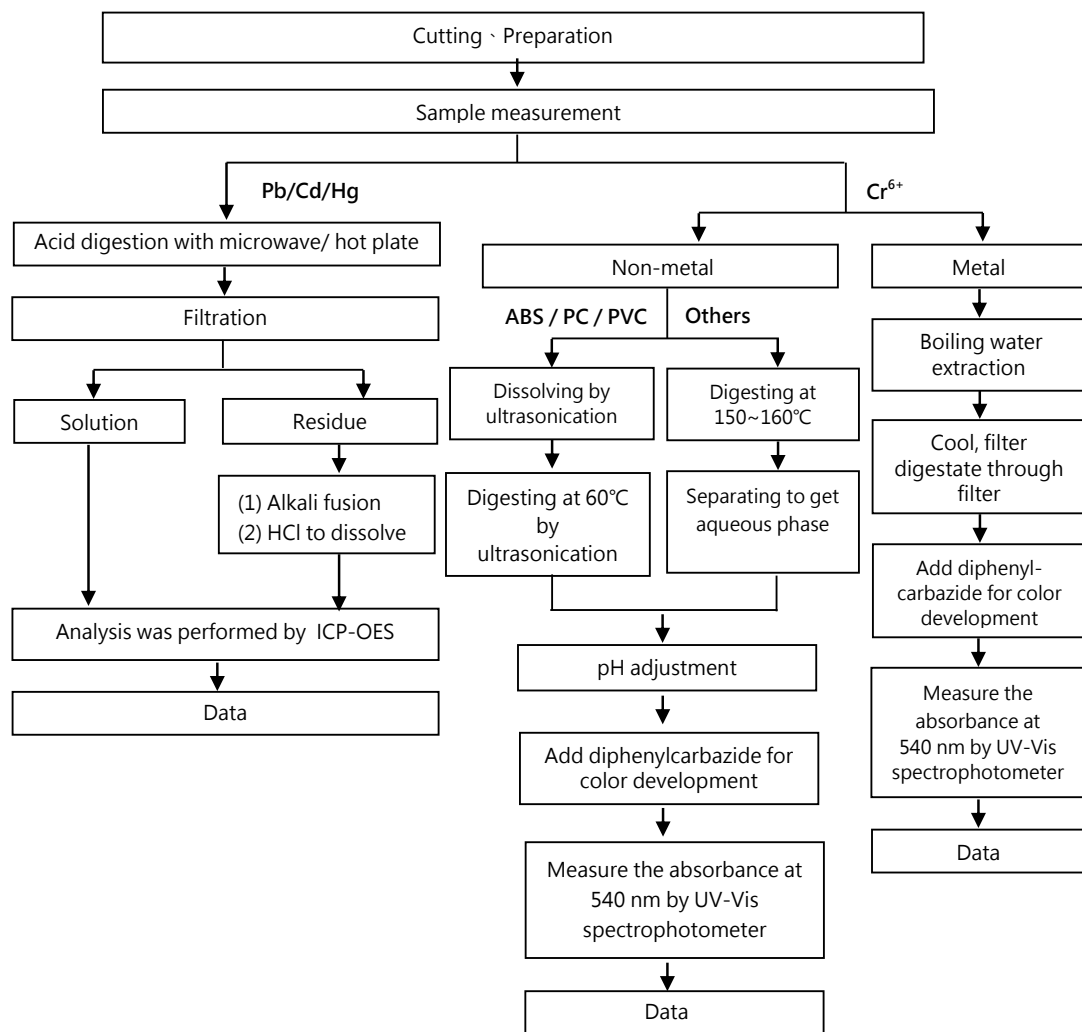 Cutting、Preparation
Sample measurement
Pb/Cd/Hg
Cr6+
Acid digestion with microwave/ hot plate
Filtration
Solution
Residue
(1) Alkali fusion
(2) HCl to dissolve
Analysis was performed by ICP-OES
Data
Non-metal
ABS / PC / PVC
Others
Dissolving by
ultrasonication
Digesting at 60℃
by
ultrasonication
Digesting at
150~160℃
Separating to get
aqueous phase
pH adjustment
Add diphenylcarbazide for
color development
Measure the absorbance at
540 nm by UV-Vis
spectrophotometer
Data
Metal
Boiling water
extraction
Cool, filter
digestate through
filter
Add diphenyl-
carbazide for color
development
Measure the
absorbance at
540 nm by UV-Vis
spectrophotometer
Data